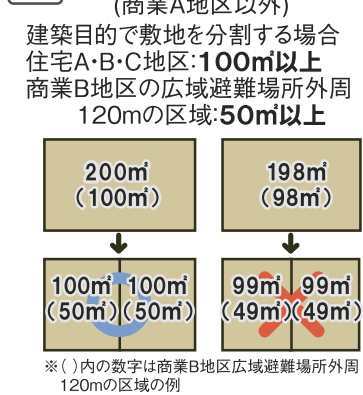 (商業A地区以外)
建築目的で敷地を分割する場合
住宅A・B・C地区:100㎡以上
商業B地区の広域避難場所外周
120mの区域:50㎡以上
200㎡ 198㎡
(100㎡) (98㎡)
100㎡ 100㎡ 99㎡ 99㎡
(50㎡)(50㎡) (49㎡)(49㎡)
※( )内の数字は商業B地区広域避難場所外周
120mの区域の例